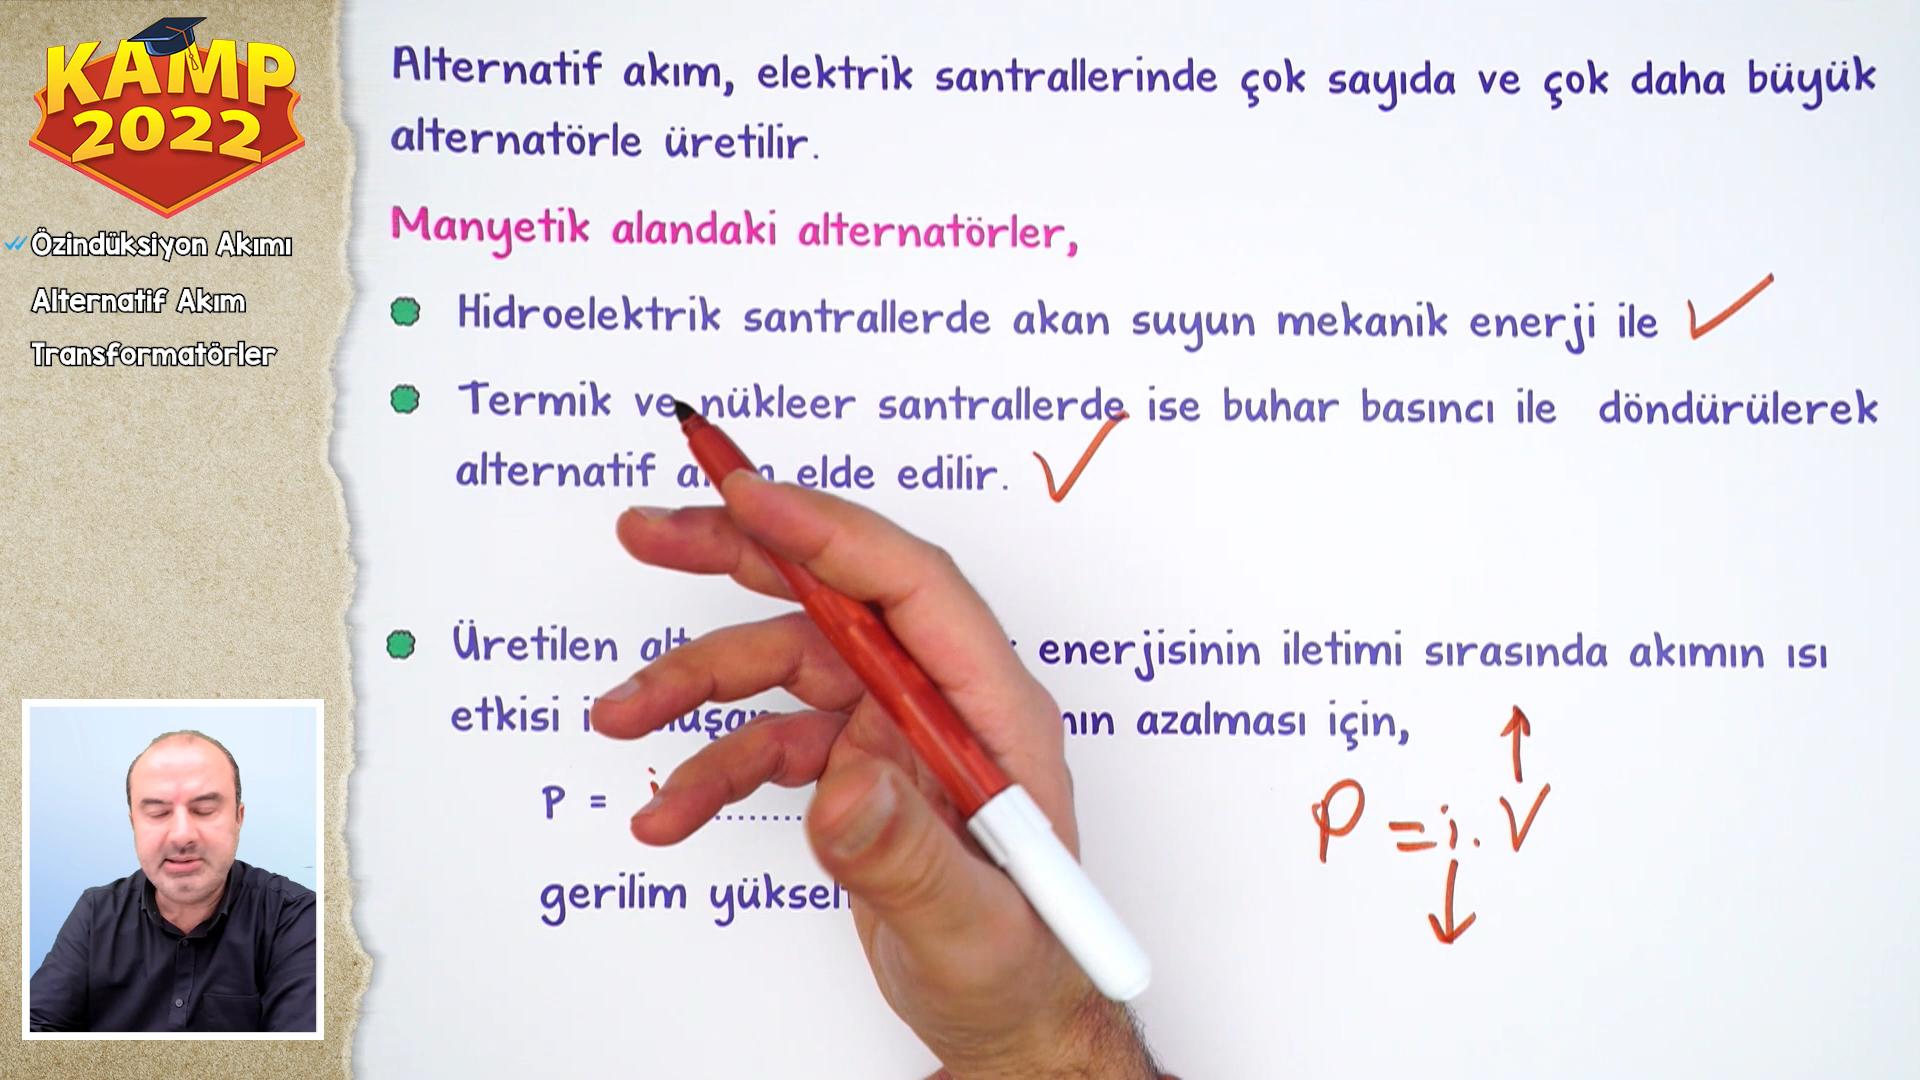 KAMP
2022
Özindüksiyon Akımı
Alternatif Akım
Transformatörler
Alternatif akım, elektrik santrallerinde çok sayıda ve çok daha büyük
alternatörle üretilir.
Manyetik alandaki alternatörler,
Hidroelektrik santrallerde akan suyun mekanik enerji ile
Termik ve nükleer santrallerde ise buhar basıncı ile döndürülerek
alternatif elde edilir.
Üretilen enerjisinin iletimi sırasında akımın ısı
etkisi azalması için,
P =
P = i . V
gerilim